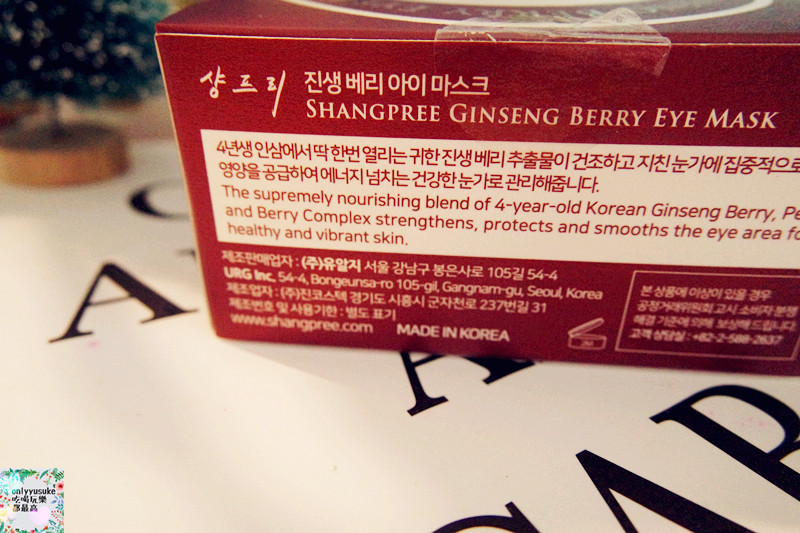 샹프리 진생 베리 아이 마스크
SHANGPREE GINSENG BERRY EYE MASK
4년생 인삼에서 딱 한번 열리는 귀한 진생 베리 추출물이 건조하고 지친 눈가에 집중적으로
영양을 공급하여 에너지 넘치는 건강한 눈가로 관리해줍니다.
The supremely nourishing blend of 4-year-old Korean Ginseng Berry, Pe
and Berry Complex strengthens, protects and smooths the eye area fo
healthy and vibrant skin.
제조판매업자 : (주)유알지 서울 강남구 봉은사로 105길 54-4
URG Inc. 54-4, Bongeunsa-ro 105-gil, Gangnam-gu, Seoul, Korea
제조업자 : (주)진코스텍 경기도 시흥시 군자천로 237번길 31
제조번호 및 사용기한 : 별도 표기
www.shangpree.com MADE IN KOREA
본 상품에 이상이 있을 경우
공정거래위원회 고시 소비자 분쟁
해결 기준에 의해 보상해 드립니다.
고객 상담실 : +82-2-588-2637
onlyyusuke
吃喝玩樂
部最高